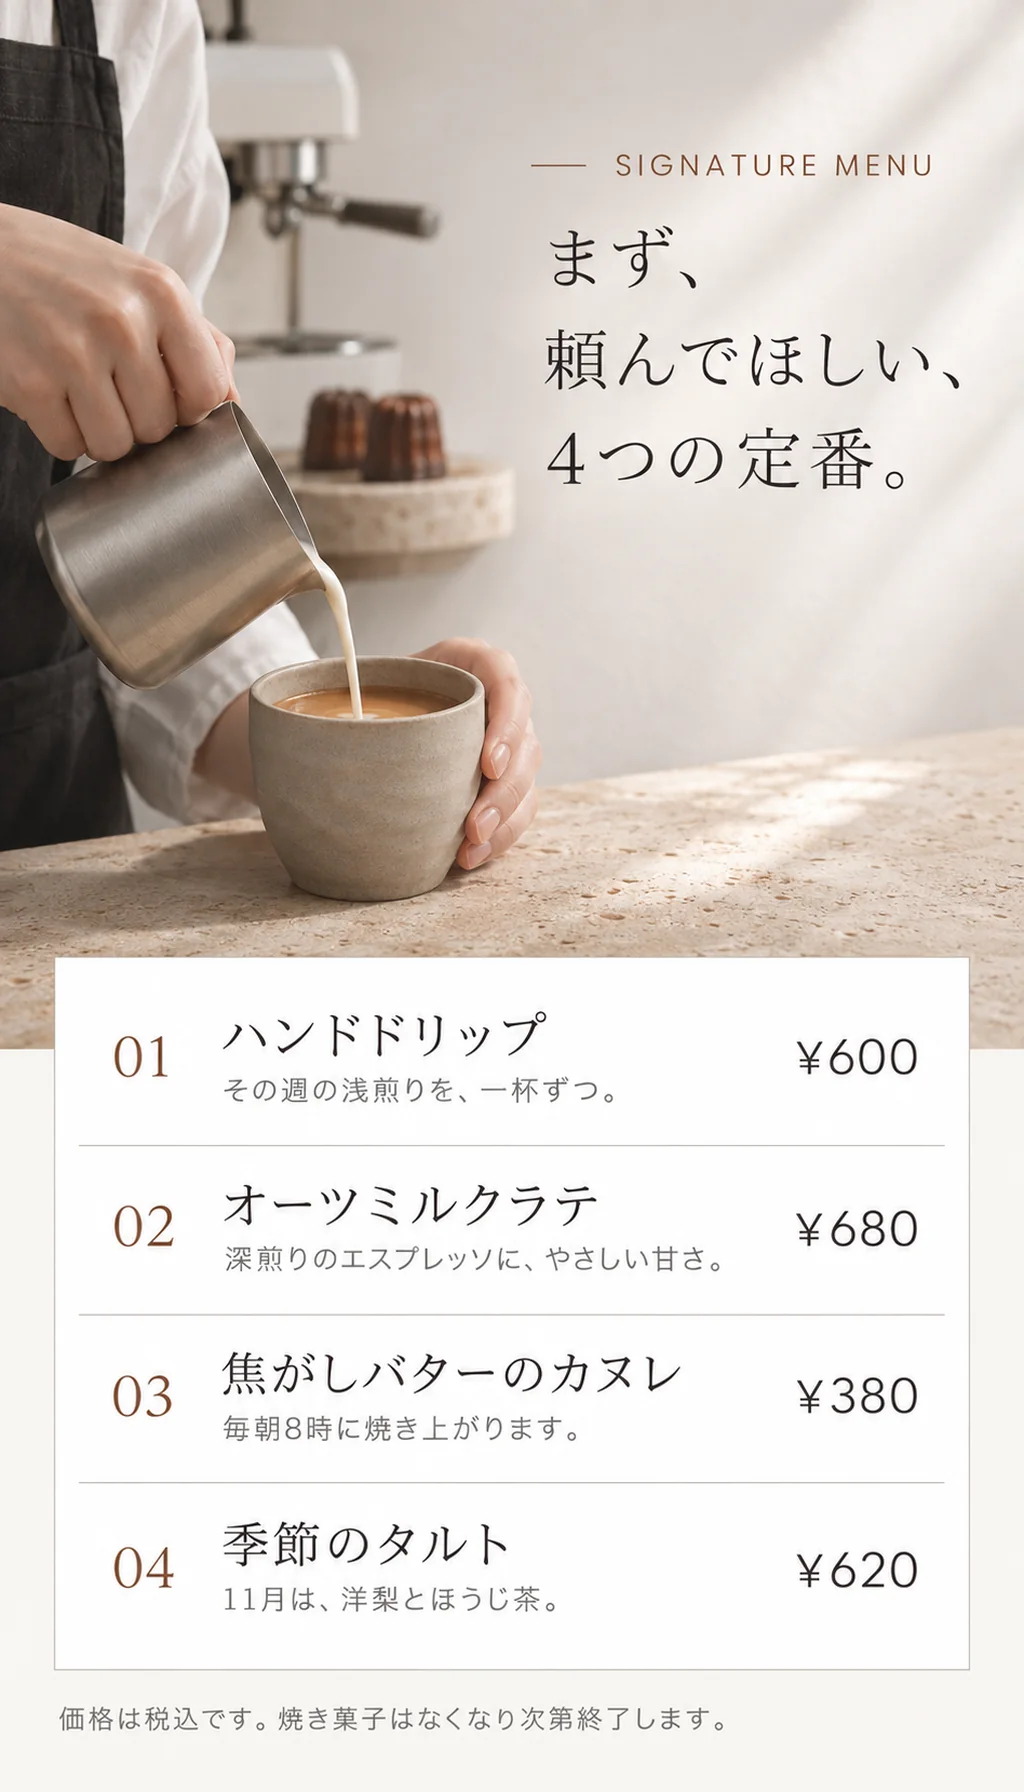 SIGNATURE MENU
まず、
頼んでほしい、
4つの定番。
01
ハンドドリップ
その週の浅煎りを、一杯ずつ。
¥600
02
オーツミルクラテ
深煎りのエスプレッソに、やさしい甘さ。
¥680
03
焦がしバターのカヌレ
毎朝8時に焼き上がります。
¥380
04
季節のタルト
11月は、洋梨とほうじ茶。
¥620
価格は税込です。焼き菓子はなくなり次第終了します。